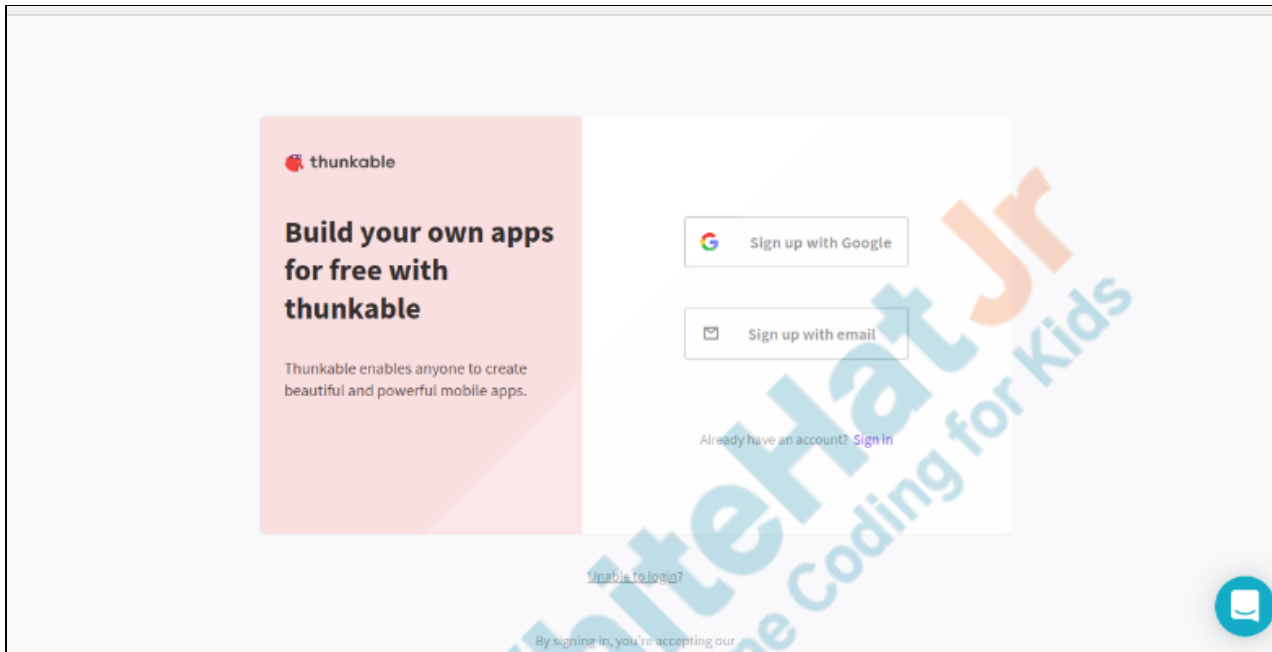 thunkable
Build your own apps
for free with
thunkable
Thunkable enables anyone to create
beautiful and powerful mobile apps.
Sign up with Google
Sign up with email
Already have an account? Sign in
Unable to login?
By signing in, you're accepting our
hiteHat Jr
ne Coding for Kids